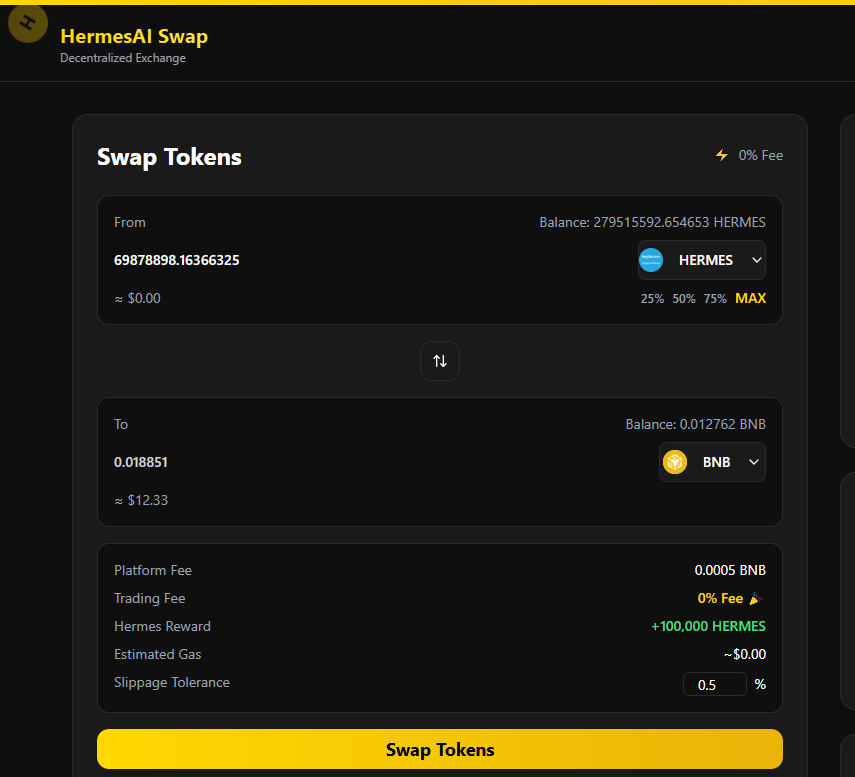 H
HermesAI Swap
Decentralized Exchange
Swap Tokens
⚡ 0% Fee
From
Balance: 279515592.654653 HERMES
69878898.16366325
HERMES
≈ $0.00
25% 50% 75% MAX
To
Balance: 0.012762 BNB
0.018851
BNB
≈ $12.33
Platform Fee
0.0005 BNB
Trading Fee
0% Fee 🎉
Hermes Reward
+100,000 HERMES
Estimated Gas
~$0.00
Slippage Tolerance
0.5 %
Swap Tokens